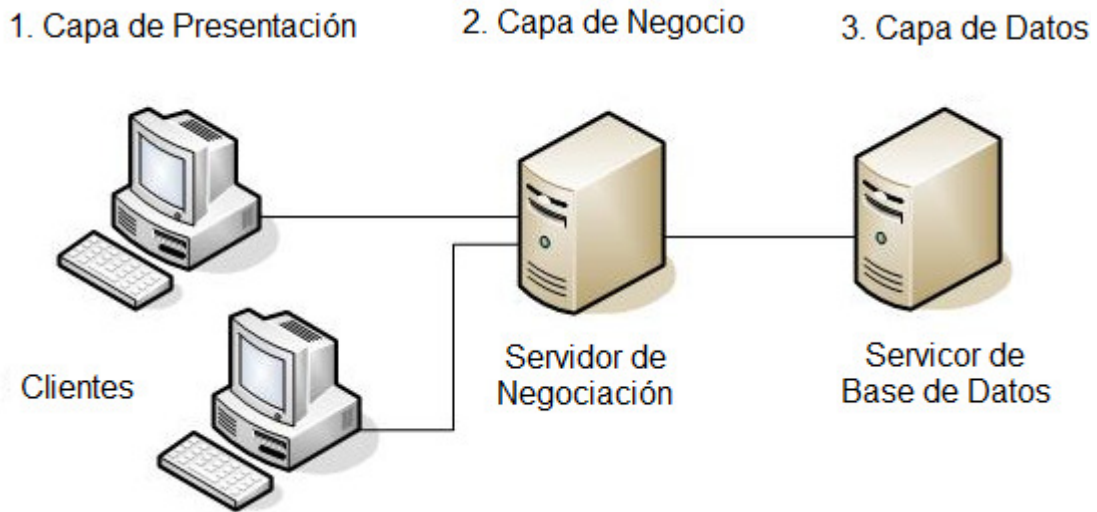 1. Capa de Presentación
2. Capa de Negocio
3. Capa de Datos
Clientes
Servidor de
Negociación
Servicor de
Base de Datos